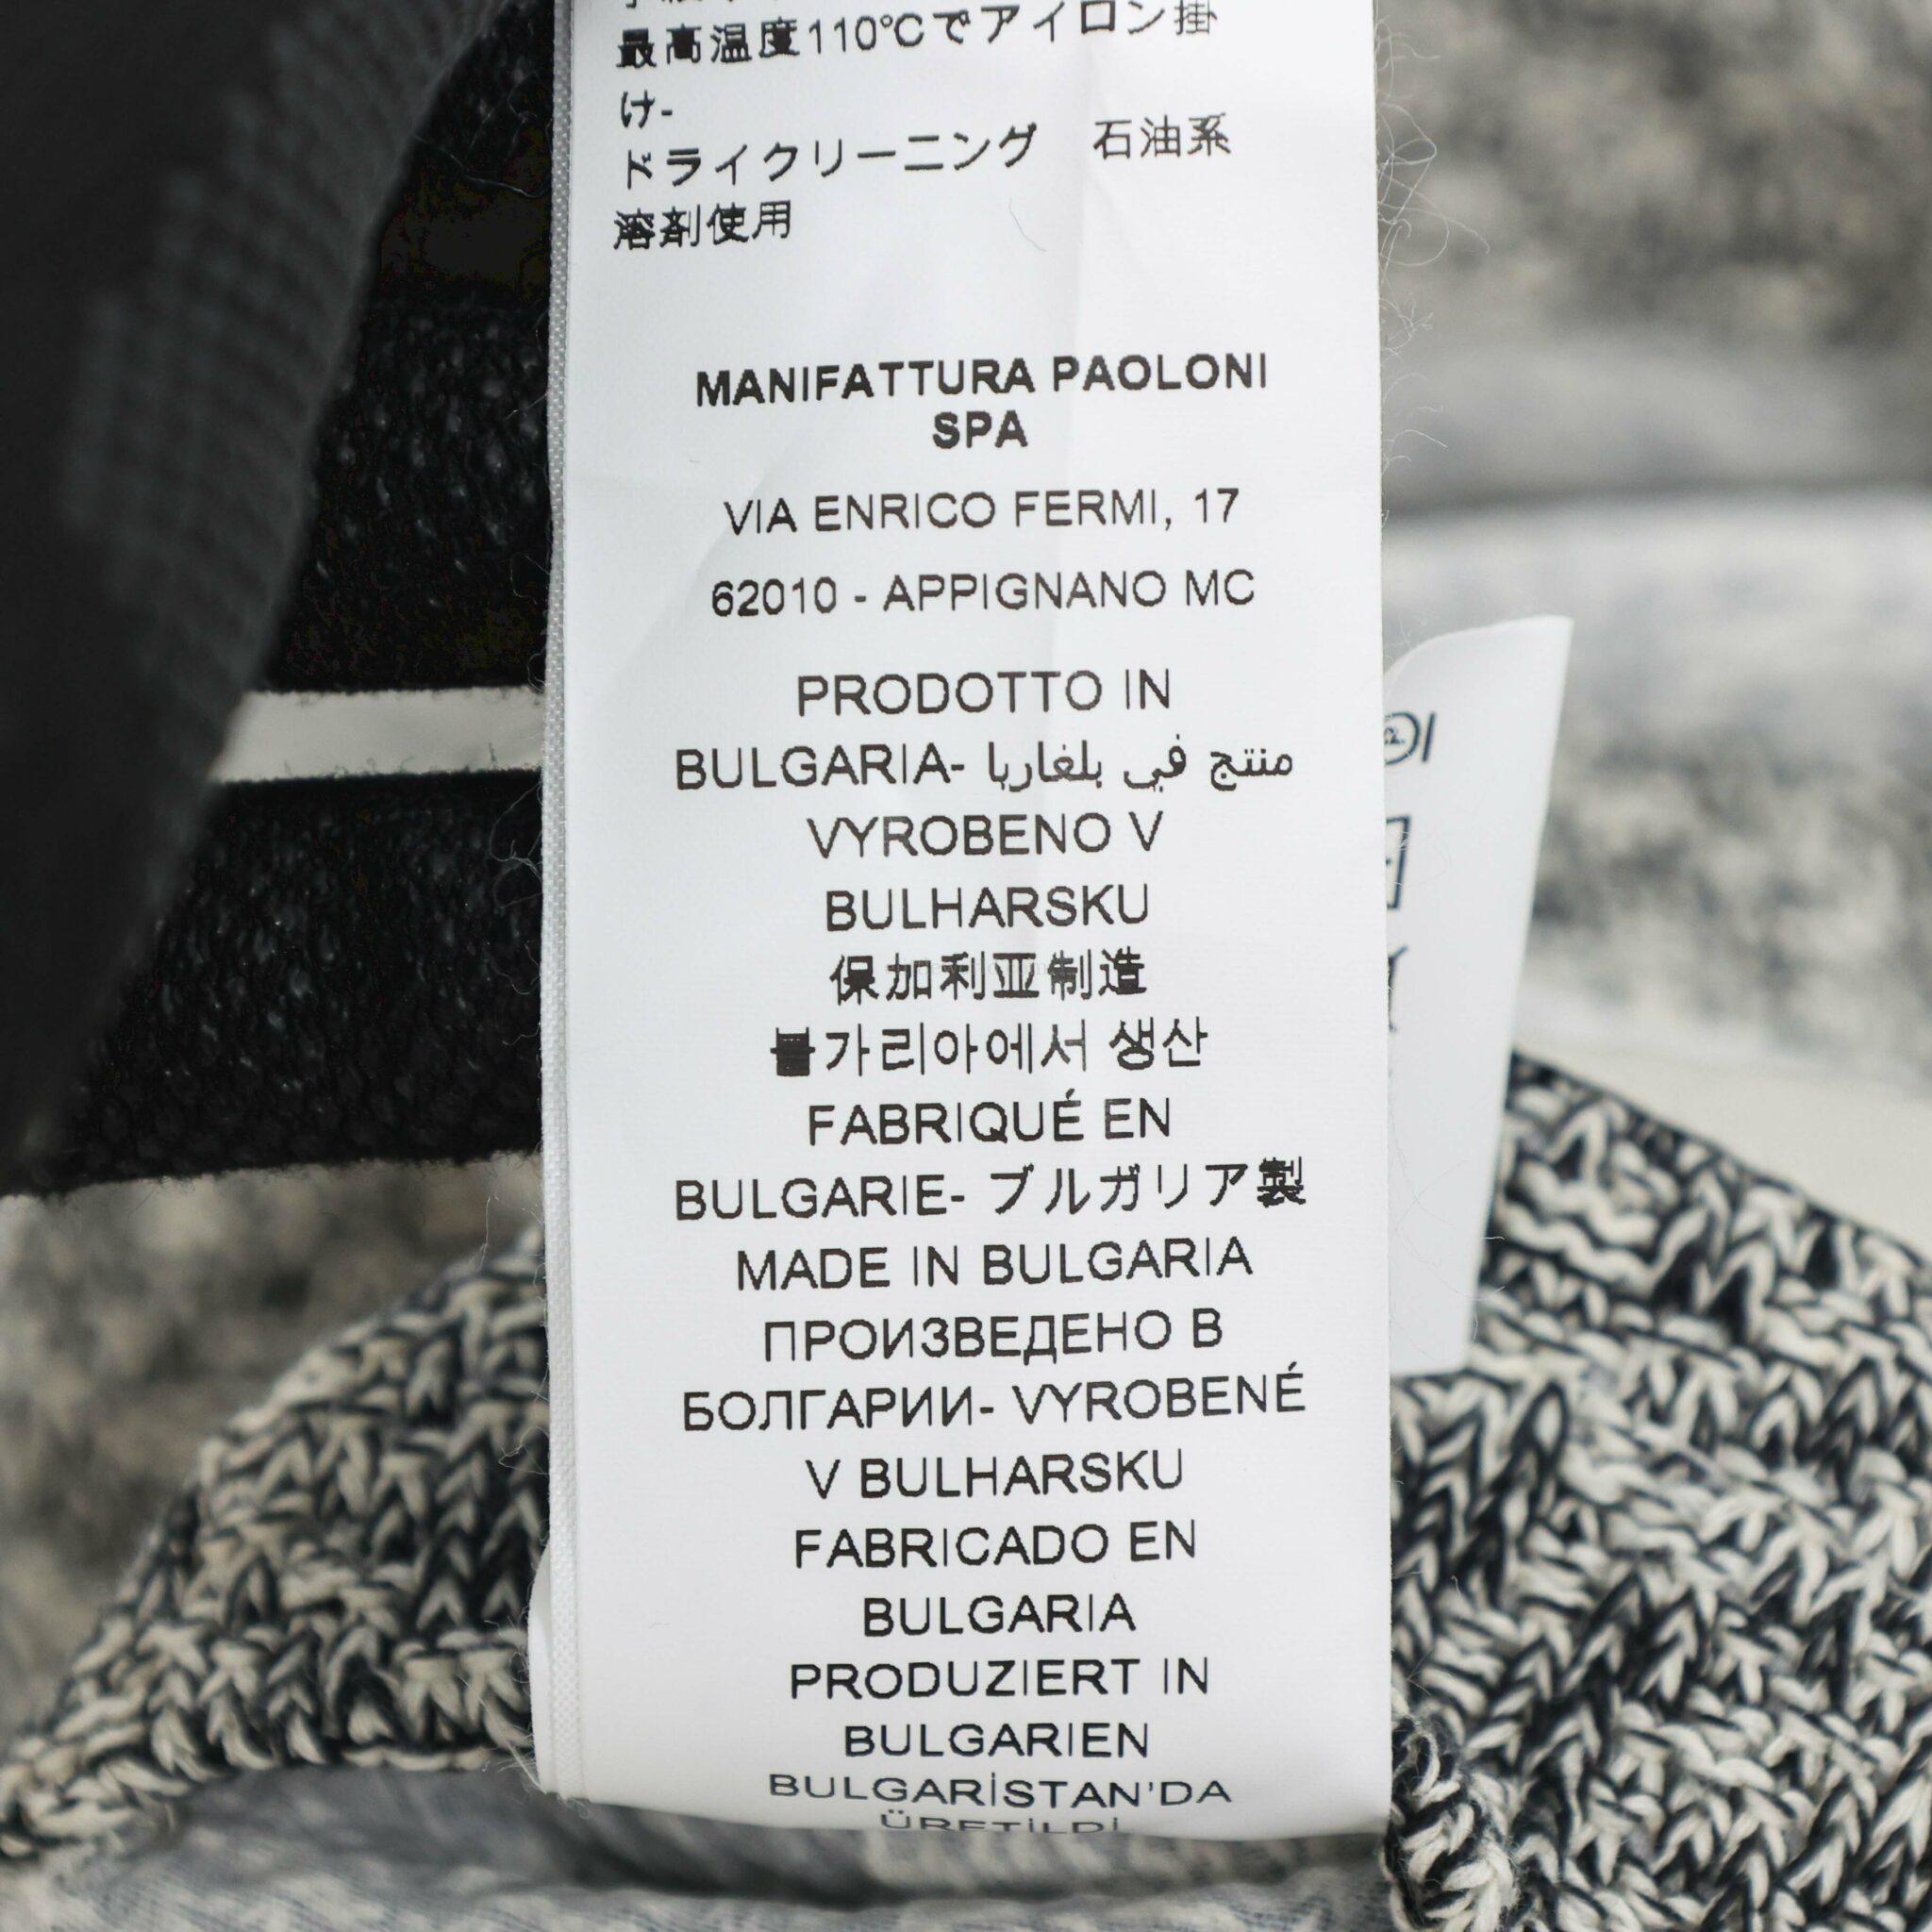 最高温度110℃でアイロン掛
け-
ドライクリーニング 石油系
溶剤使用
MANIFATTURA PAOLONI
SPA
VIA ENRICO FERMI, 17
62010 - APPIGNANO MC
PRODOTTO IN
BULGARIA- منتج في بلغاريا
VYROBENO V
BULHARSKU
保加利亚制造
불가리아에서 생산
FABRIQUÉ EN
BULGARIE- ブルガリア製
MADE IN BULGARIA
ПРОИЗВЕДЕНО В
БОЛГАРИИ- VYROBENÉ
V BULHARSKU
FABRICADO EN
BULGARIA
PRODUZIERT IN
BULGARIEN
BULGARİSTAN'DA
ÜRETİLDİ